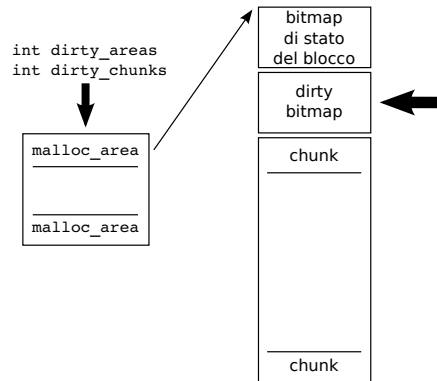 int dirty_areas
int dirty_chunks
malloc_area
malloc_area
bitmap
di stato
del blocco
dirty
bitmap
chunk
chunk